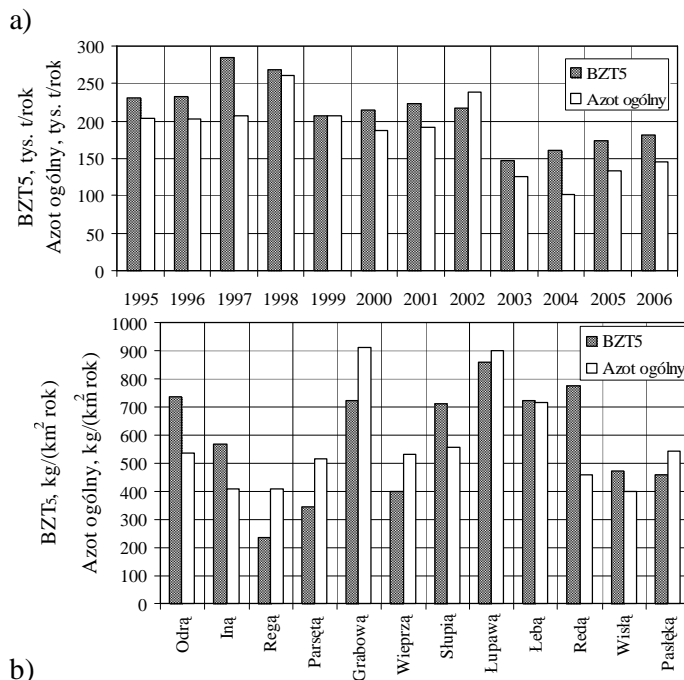 a)
BZT5, tys. t/rok
Azot ogólny, tys. t/rok
300
250
200
150
100
50
0
BZT5
Azot ogólny
1995 1996 1997 1998 1999 2000 2001 2002 2003 2004 2005 2006
BZT5, kg/(km2 rok)
Azot ogólny, kg/(km2 rok)
1000
900
800
700
600
500
400
300
200
100
0
BZT5
Azot ogólny
Odrą
Iną
Regą
Parsętą
Grabową
Wieprzą
Słupią
Łupawą
Łebą
Redą
Wisłą
Pasłęką
b)